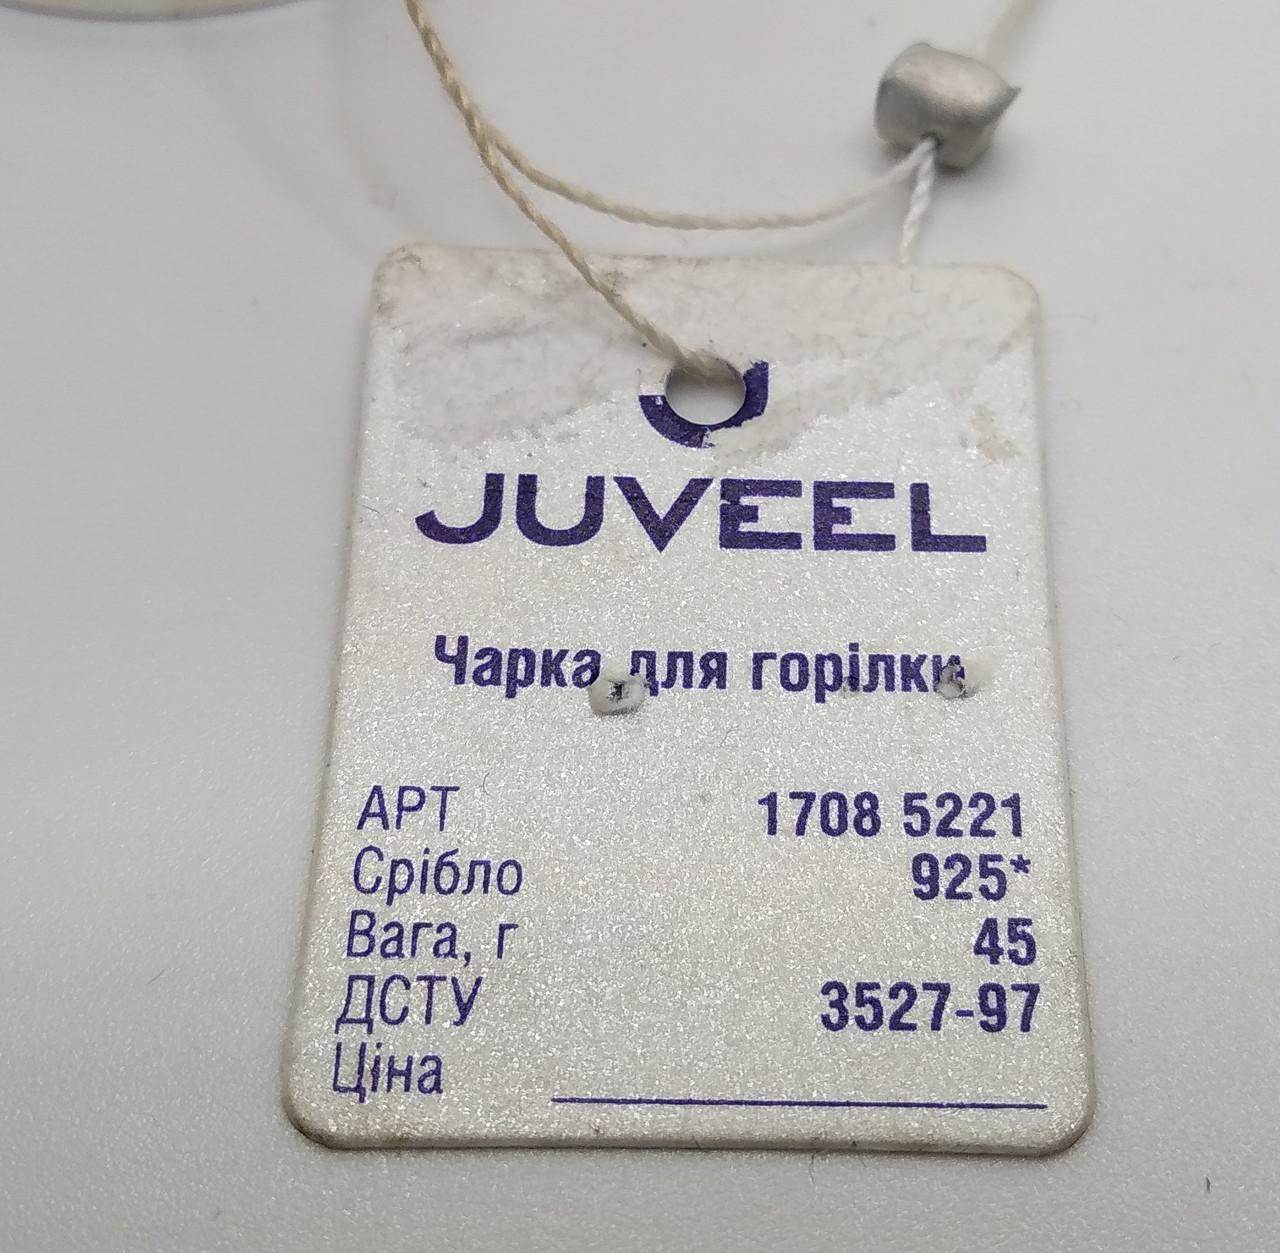 JUVEEL
Чарка для горілки
АРТ 1708 5221
Срібло 925*
Вага, г 45
ДСТУ 3527-97
Ціна